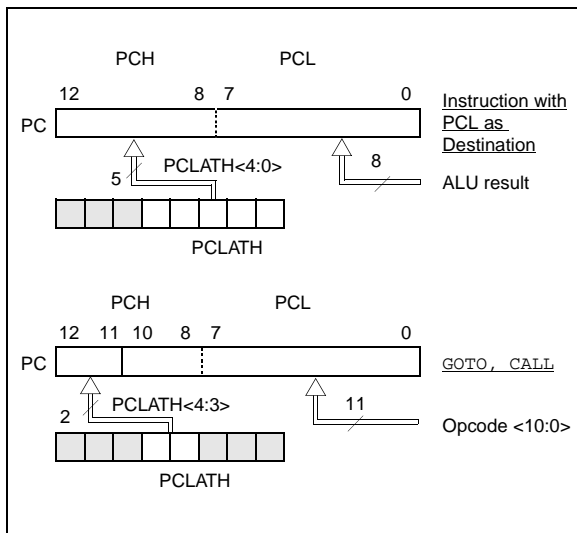 PCH PCL
12 8 7 0
PC
Instruction with
PCL as
Destination
5 PCLATH<4:0>
8
ALU result
PCLATH
PCH PCL
12 11 10 8 7 0
PC
GOTO, CALL
2 PCLATH<4:3>
11
Opcode <10:0>
PCLATH